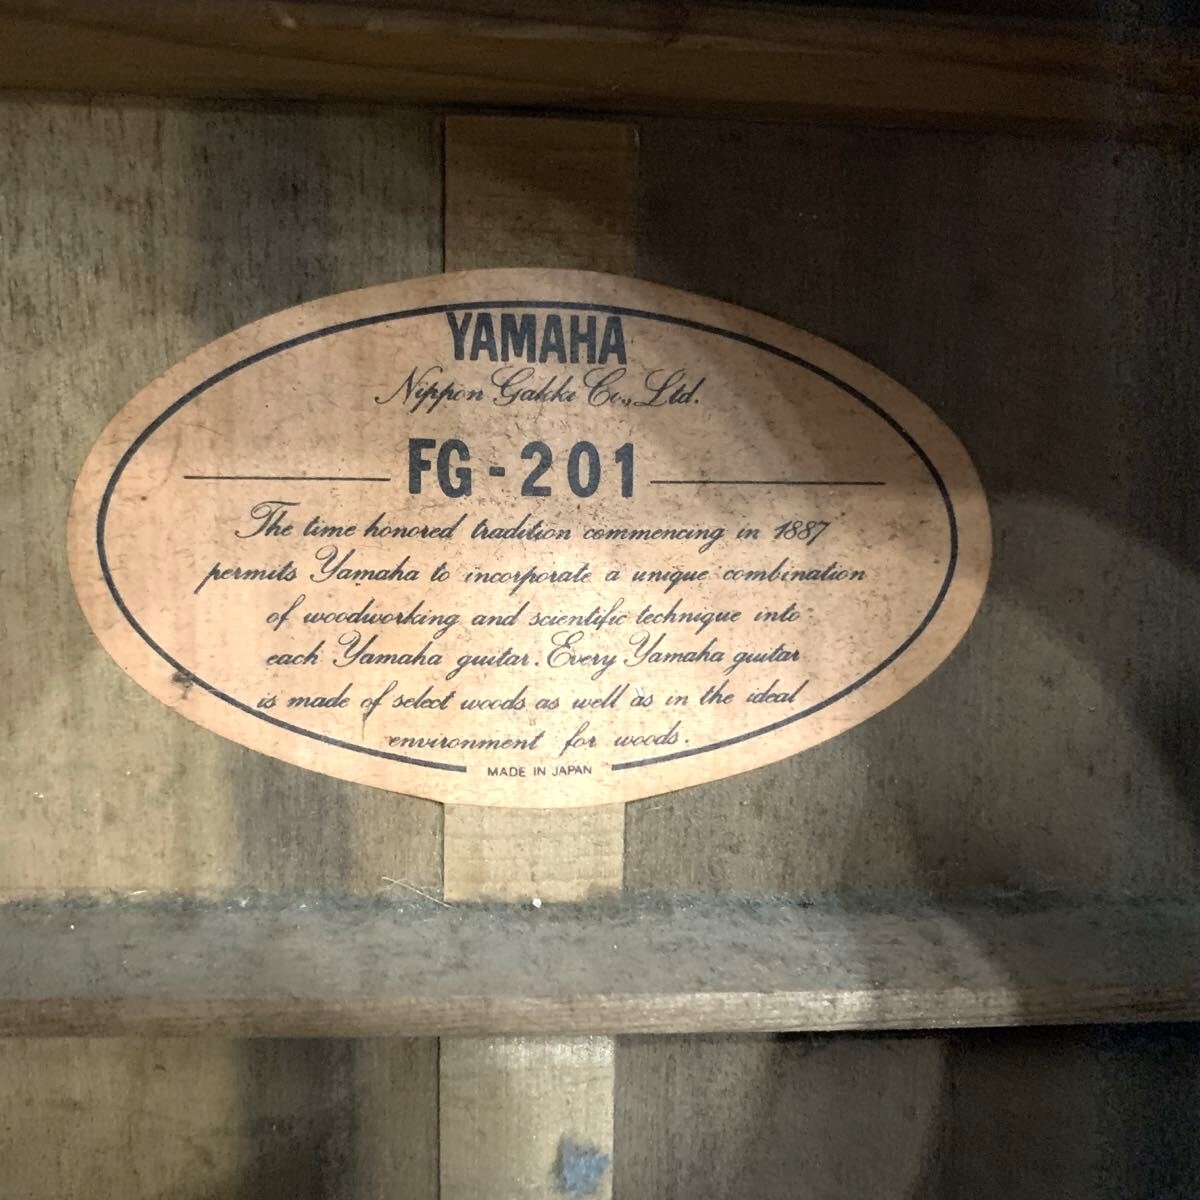 YAMAHA
Nippon Gakki Co., Ltd.
FG-201
The time honored tradition commencing in 1887
permits Yamaha to incorporate a unique combination
of woodworking and scientific technique into
each Yamaha guitar. Every Yamaha guitar
is made of select woods as well as in the ideal
environment for woods.
MADE IN JAPAN